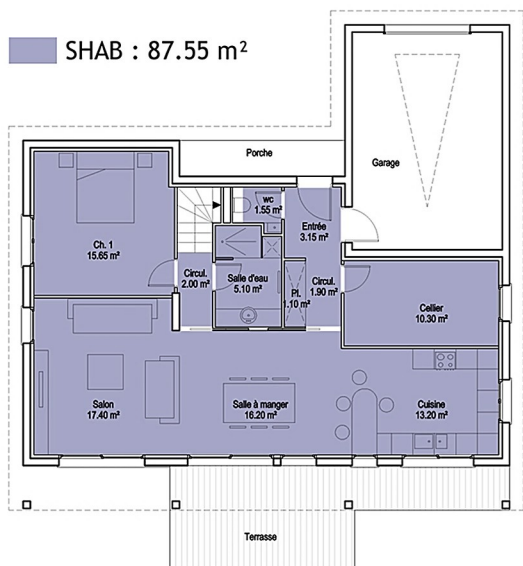 SHAB : 87.55 m²
Porche
Garage
wc
1.55 m²
Entrée
3.15 m²
Ch. 1
15.65 m²
Circul.
2.00 m²
Salle d'eau
5.10 m²
Pl.
1.10 m²
Circul.
1.90 m²
Cellier
10.30 m²
Salon
17.40 m²
Salle à manger
16.20 m²
Cuisine
13.20 m²
Terrasse